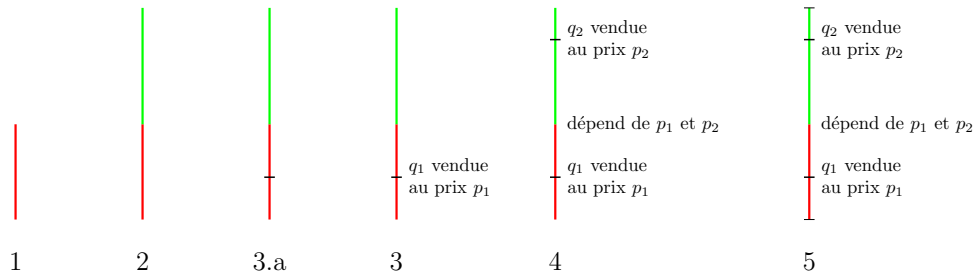 q₂ vendue
au prix p₂
q₂ vendue
au prix p₂
dépend de p₁ et p₂
dépend de p₁ et p₂
q₁ vendue
au prix p₁
q₁ vendue
au prix p₁
q₁ vendue
au prix p₁
1 2 3.a 3 4 5